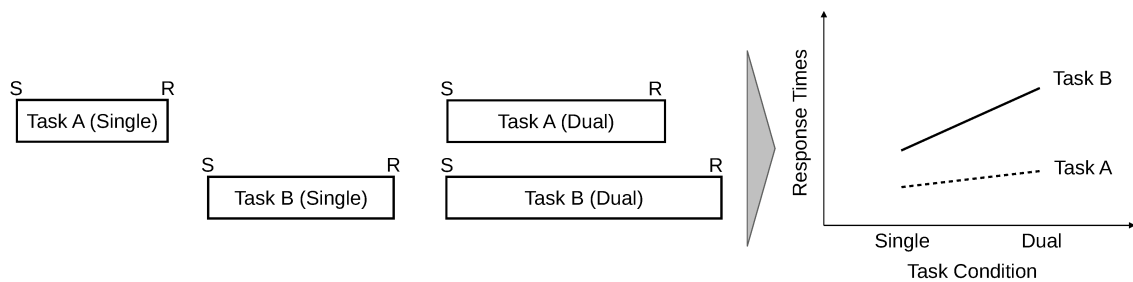 S R
Task A (Single)
S R
Task B (Single)
S R
Task A (Dual)
S R
Task B (Dual)
Response Times
Task B
Task A
Single Dual
Task Condition